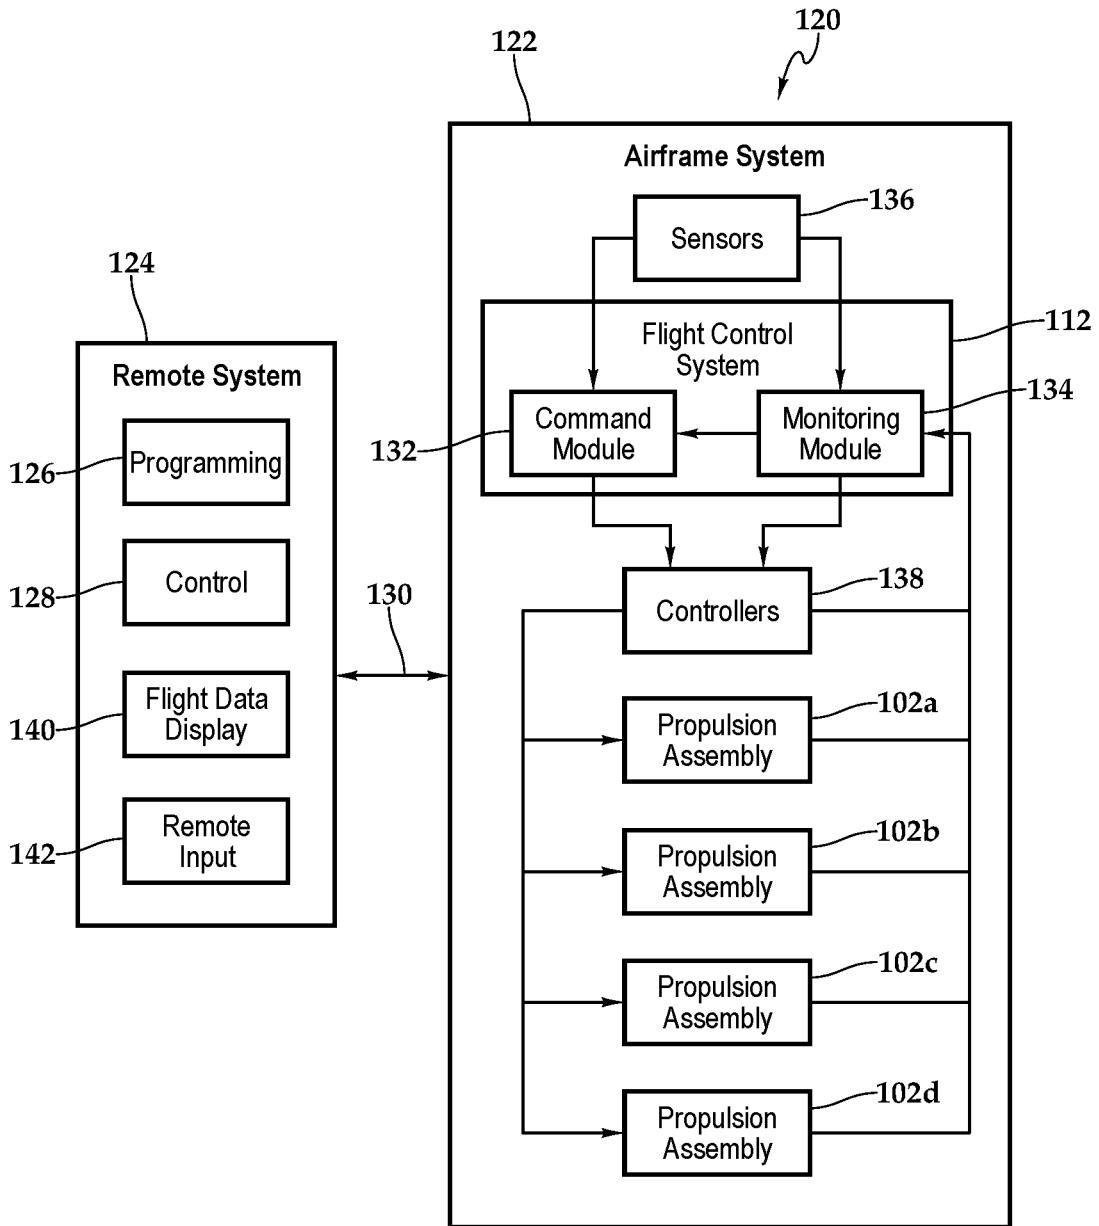 120
122
Airframe System
136
Sensors
124
112
Flight Control
System
Remote System
134
Command
Module
Monitoring
Module
132
126
Programming
138
Controllers
128
Control
130
102a
Propulsion
Assembly
140
Flight Data
Display
102b
Propulsion
Assembly
142
Remote
Input
102c
Propulsion
Assembly
102d
Propulsion
Assembly